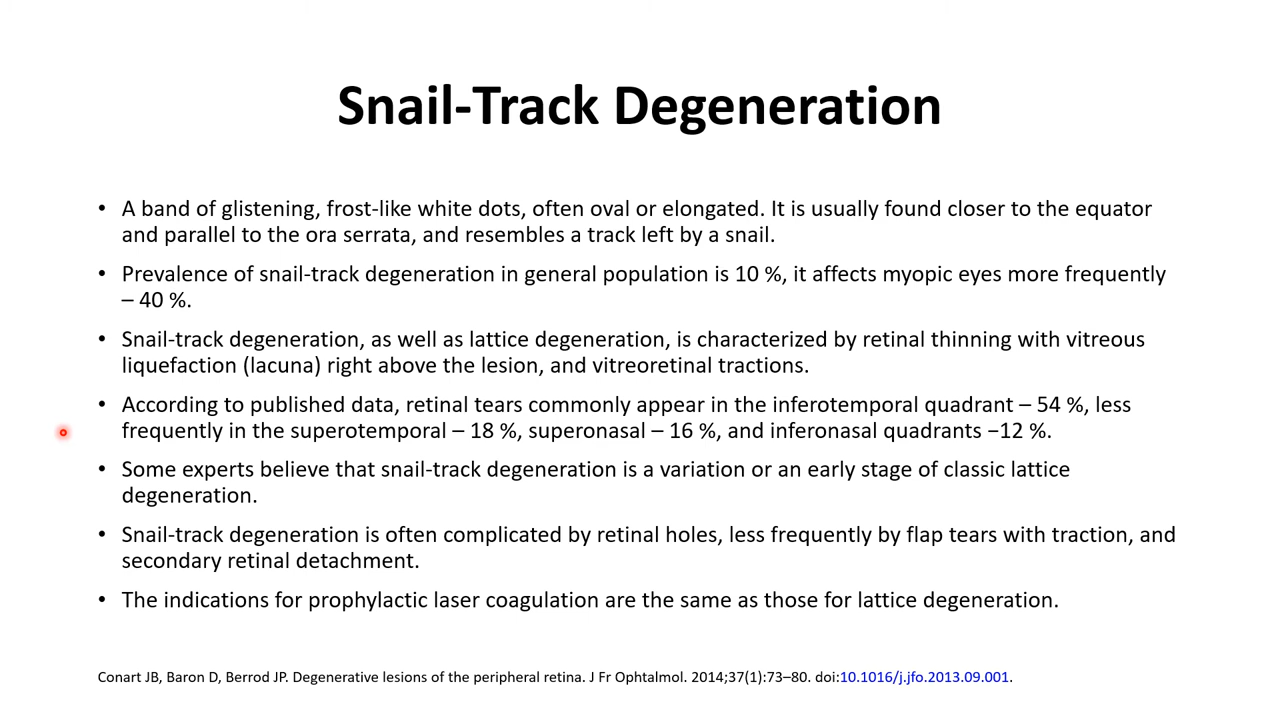 Snail-Track Degeneration
• A band of glistening, frost-like white dots, often oval or elongated. It is usually found closer to the equator
and parallel to the ora serrata, and resembles a track left by a snail.
• Prevalence of snail-track degeneration in general population is 10 %, it affects myopic eyes more frequently
– 40 %.
• Snail-track degeneration, as well as lattice degeneration, is characterized by retinal thinning with vitreous
liquefaction (lacuna) right above the lesion, and vitreoretinal tractions.
• According to published data, retinal tears commonly appear in the inferotemporal quadrant – 54 %, less
frequently in the superotemporal – 18 %, superonasal – 16 %, and inferonasal quadrants −12 %.
• Some experts believe that snail-track degeneration is a variation or an early stage of classic lattice
degeneration.
• Snail-track degeneration is often complicated by retinal holes, less frequently by flap tears with traction, and
secondary retinal detachment.
• The indications for prophylactic laser coagulation are the same as those for lattice degeneration.
Conart JB, Baron D, Berrod JP. Degenerative lesions of the peripheral retina. J Fr Ophtalmol. 2014;37(1):73–80. doi:10.1016/j.jfo.2013.09.001.